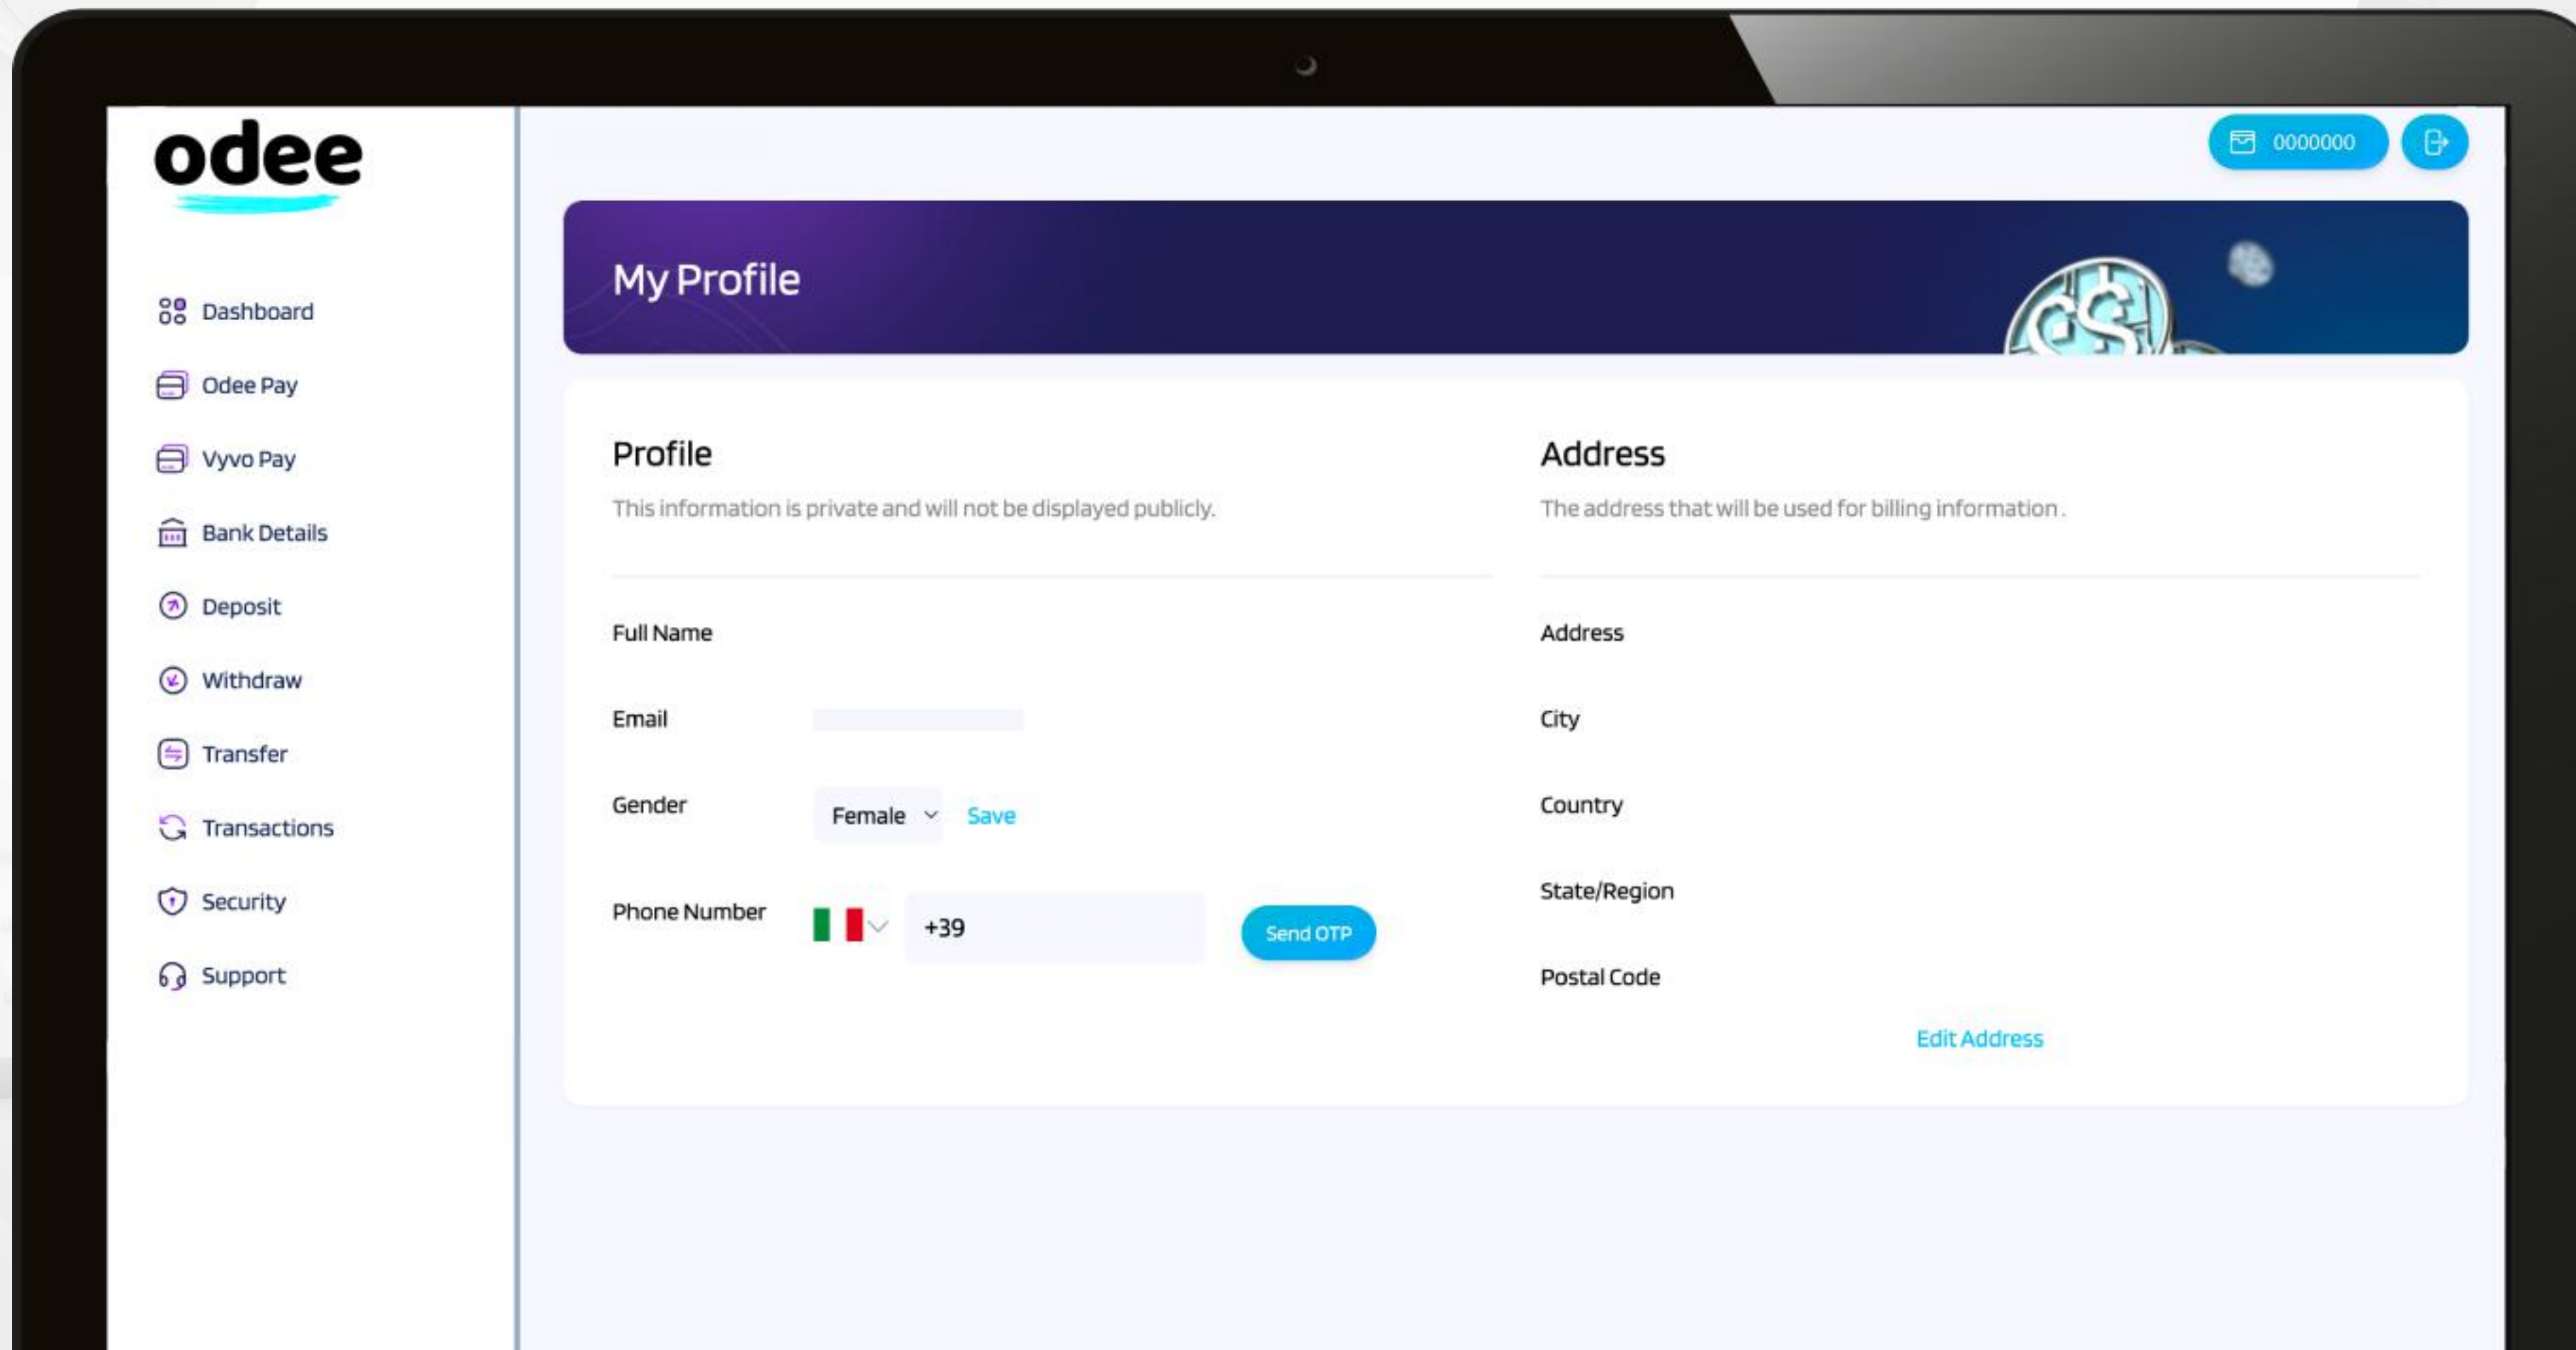 odee
0000000
Dashboard
Odee Pay
Vyvo Pay
Bank Details
Deposit
Withdraw
Transfer
Transactions
Security
Support
My Profile
Profile
This information is private and will not be displayed publicly.
Full Name
Email
Gender
Female
Save
Phone Number
+39
Send OTP
Address
The address that will be used for billing information .
Address
City
Country
State/Region
Postal Code
Edit Address